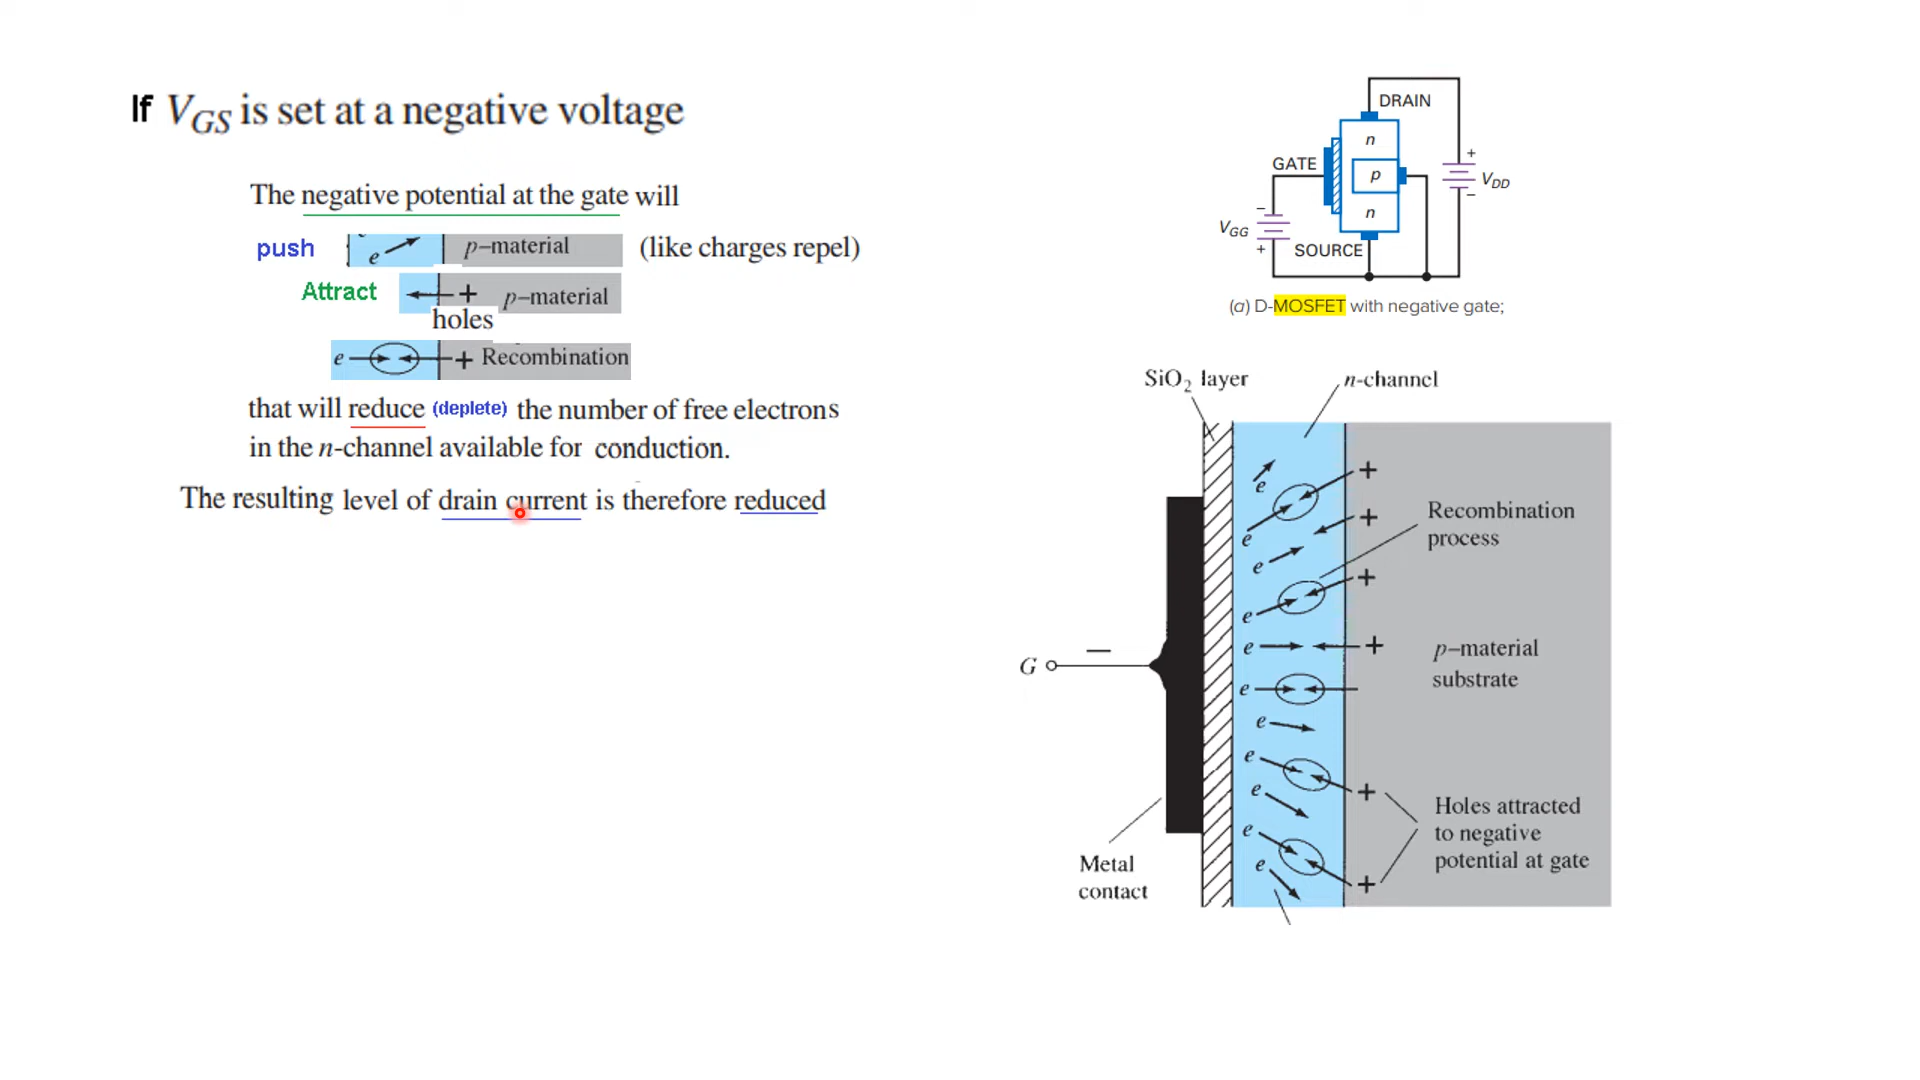 If V_GS is set at a negative voltage
The negative potential at the gate will
push e p–material (like charges repel)
Attract + p–material
holes
e + Recombination
that will reduce (deplete) the number of free electrons
in the n-channel available for conduction.
The resulting level of drain current is therefore reduced
DRAIN
n
GATE
p
+
V_DD
−
n
−
V_GG
+
SOURCE
(a) D-MOSFET with negative gate;
SiO₂ layer
n-channel
e
+
e
+
e
Recombination
process
+
e
e
+
G
−
p–material
substrate
e
e
e
+
e
Holes attracted
to negative
potential at gate
e
e
+
Metal
contact